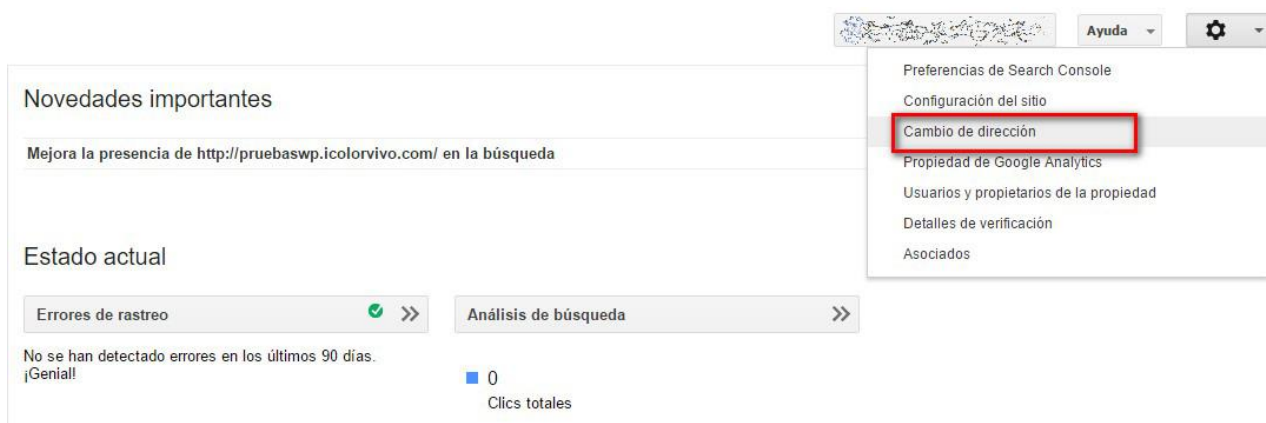 Ayuda
Preferencias de Search Console
Configuración del sitio
Cambio de dirección
Propiedad de Google Analytics
Usuarios y propietarios de la propiedad
Detalles de verificación
Asociados
Novedades importantes
Mejora la presencia de http://pruebaswp.icolorvivo.com/ en la búsqueda
Estado actual
Errores de rastreo
No se han detectado errores en los últimos 90 días.
¡Genial!
Análisis de búsqueda
0
Clics totales